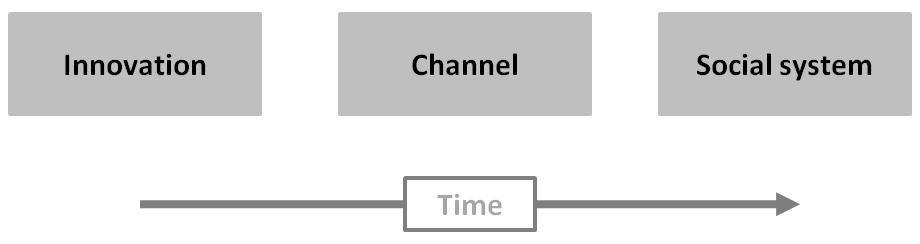 Innovation
Channel
Social system
Time